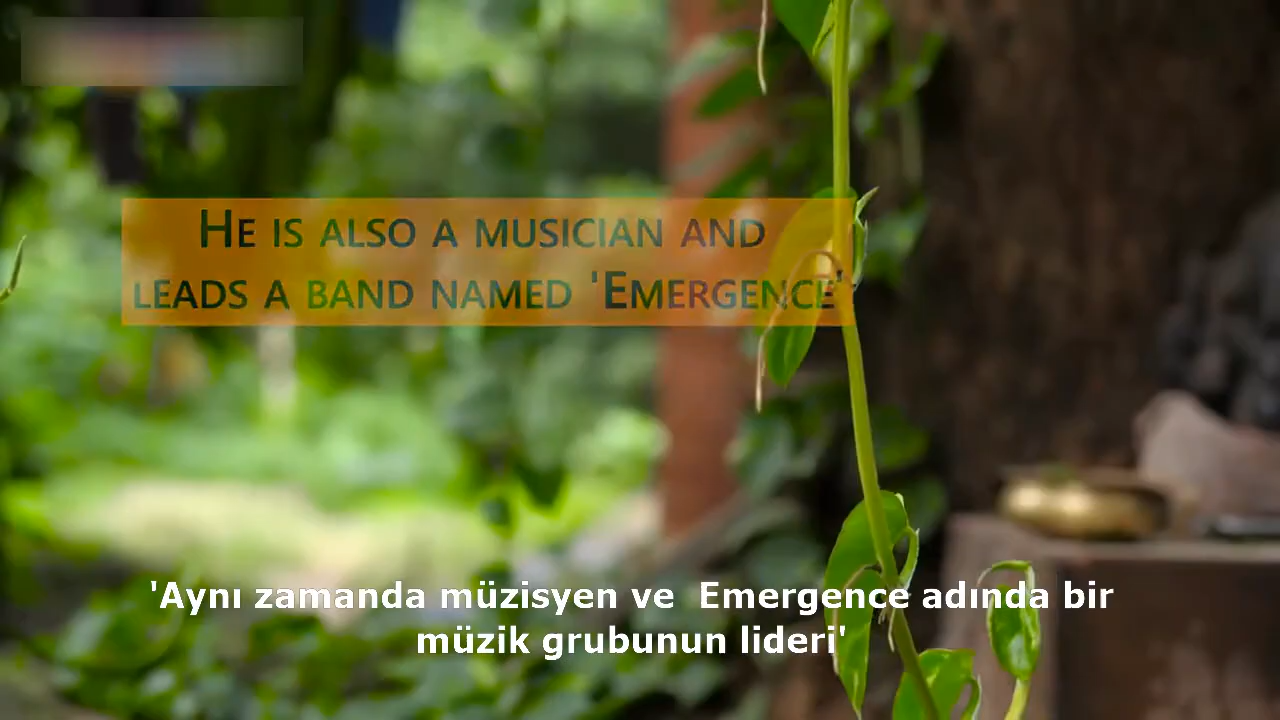 HE IS ALSO A MUSICIAN AND
LEADS A BAND NAMED 'EMERGENCE
'Aynı zamanda müzisyen ve  Emergence adında bir
müzik grubunun lideri'